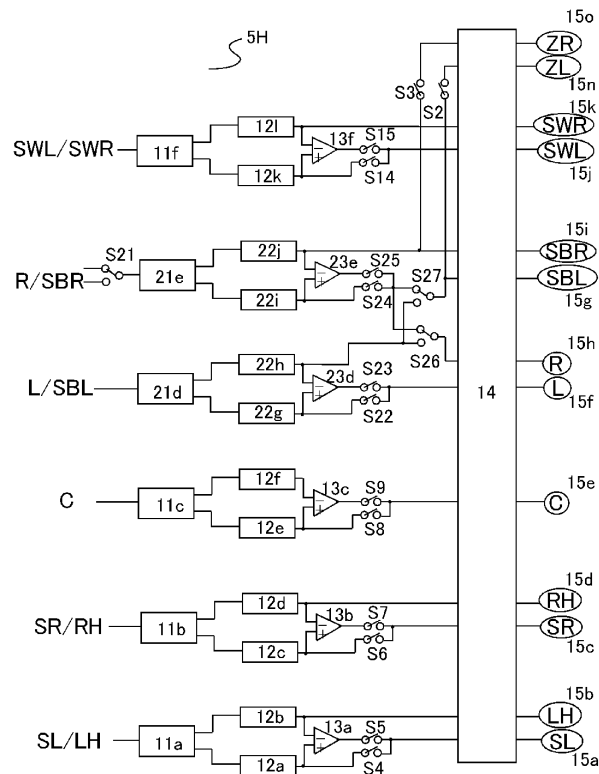 5H
15o
ZR
S3
S2
ZL
15n
15k
SWR
12l
13f
S15
SWL/SWR
11f
SWL
12k
S14
15j
15i
SBR
22j
23e
S25
S21
S27
21e
SBL
R/SBR
22i
S24
15g
15h
R
22h
S26
23d
S23
14
L/SBL
21d
L
22g
S22
15f
12f
13c
S9
15e
C
11c
C
12e
S8
15d
12d
RH
13b
S7
SR/RH
11b
SR
12c
S6
15c
15b
12b
LH
13a
S5
SL/LH
11a
SL
12a
S4
15a